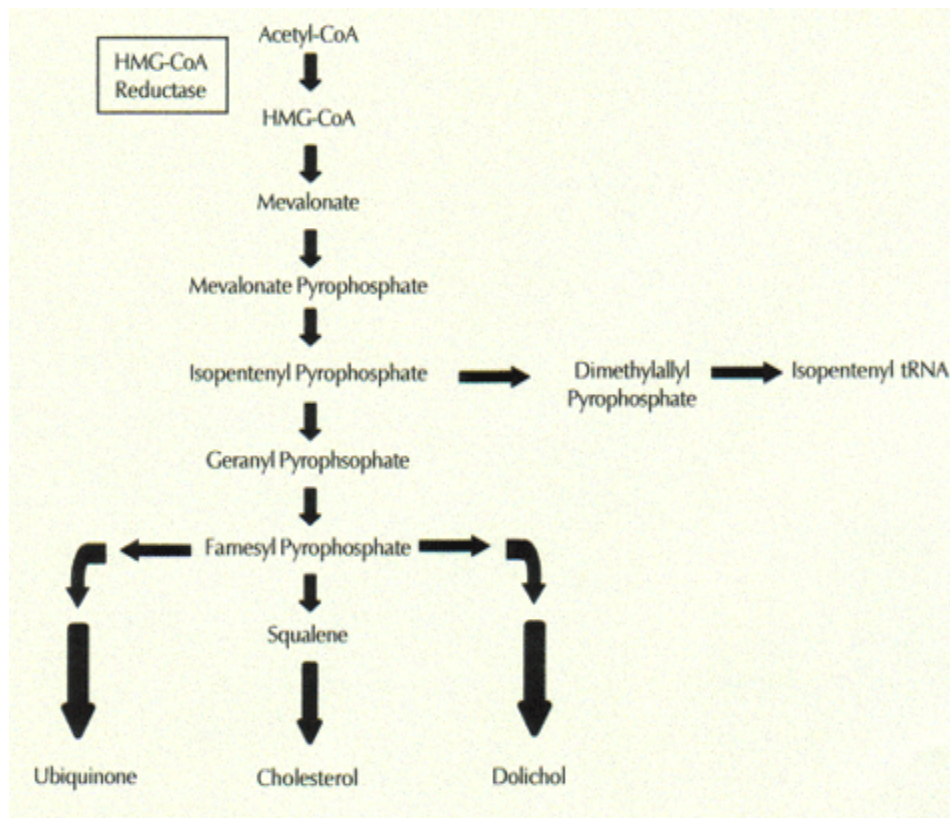 Acetyl-CoA
HMG-CoA
Reductase
HMG-CoA
Mevalonate
Mevalonate Pyrophosphate
Isopentenyl Pyrophosphate
Dimethylallyl
Pyrophosphate
Isopentenyl tRNA
Geranyl Pyrophsophate
Farnesyl Pyrophosphate
Squalene
Ubiquinone
Cholesterol
Dolichol